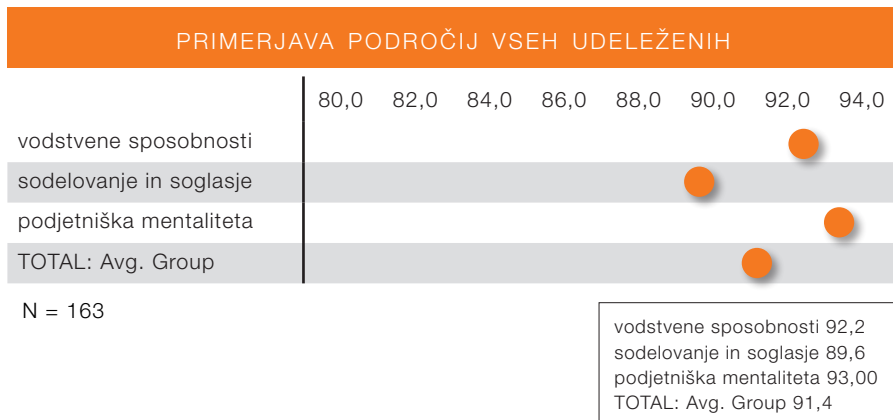 PRIMERJAVA PODROČIJ VSEH UDELEŽENIH
80,0 82,0 84,0 86,0 88,0 90,0 92,0 94,0
vodstvene sposobnosti
sodelovanje in soglasje
podjetniška mentaliteta
TOTAL: Avg. Group
N = 163
vodstvene sposobnosti 92,2
sodelovanje in soglasje 89,6
podjetniška mentaliteta 93,00
TOTAL: Avg. Group 91,4